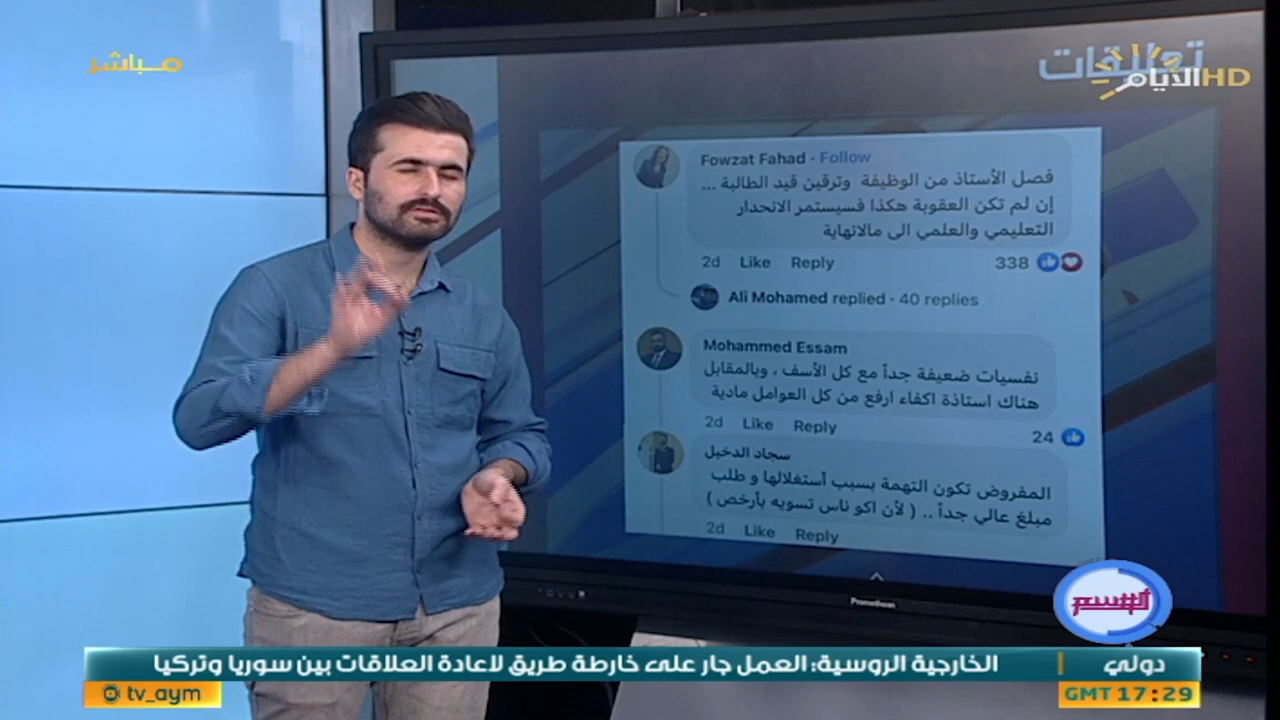 مباشر
تعليقات
الأيام HD
Fowzat Fahad · Follow
فصل الأستاذ من الوظيفة وترقين قيد الطالبة ...
إن لم تكن العقوبة هكذا فسيستمر الانحدار
التعليمي والعلمي الى مالانهاية
2d Like Reply 338
Ali Mohamed replied · 40 replies
Mohammed Essam
نفسيات ضعيفة جداً مع كل الأسف ، وبالمقابل
هناك استاذة اكفاء ارفع من كل العوامل مادية
2d Like Reply 24
سجاد الدخيل
المفروض تكون التهمة بسبب أستغلالها و طلب
مبلغ عالي جداً .. ( لأن اكو ناس تسويه بأرخص )
2d Like Reply
Promethean
دولي
الخارجية الروسية: العمل جار على خارطة طريق لاعادة العلاقات بين سوريا وتركيا
tv_aym
GMT 17:29